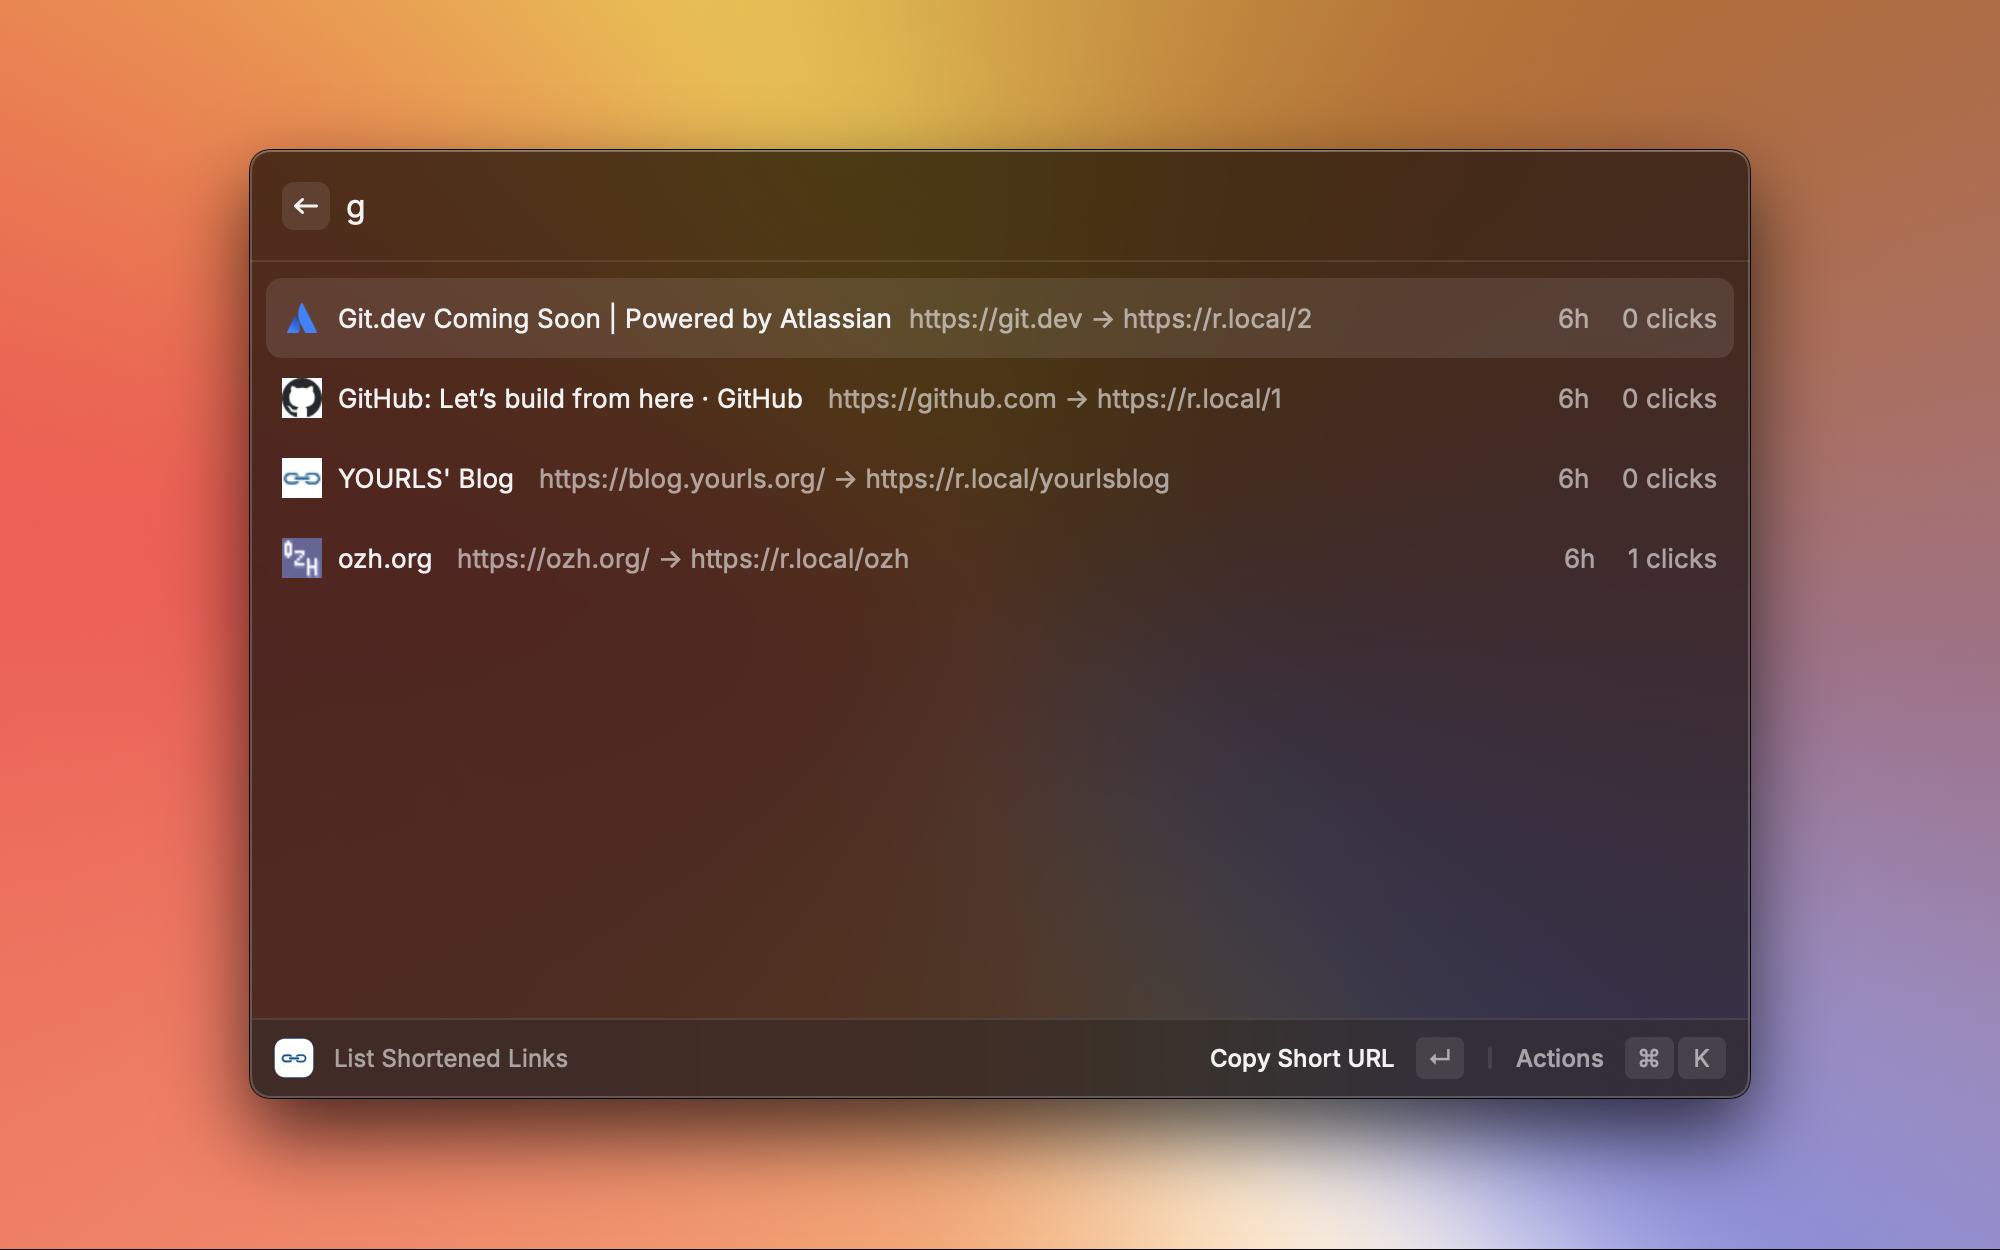 g
Git.dev Coming Soon | Powered by Atlassian https://git.dev → https://r.local/2 6h 0 clicks
GitHub: Let’s build from here · GitHub https://github.com → https://r.local/1 6h 0 clicks
YOURLS' Blog https://blog.yourls.org/ → https://r.local/yourlsblog 6h 0 clicks
OZH ozh.org https://ozh.org/ → https://r.local/ozh 6h 1 clicks
List Shortened Links Copy Short URL ↵ Actions ⌘ K